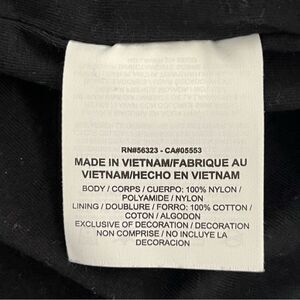 RN#56323 - CA#05553
MADE IN VIETNAM/FABRIQUE AU
VIETNAM/HECHO EN VIETNAM
BODY / CORPS / CUERPO: 100% NYLON /
POLYAMIDE / NYLON
LINING / DOUBLURE / FORRO: 100% COTTON /
COTON / ALGODON
EXCLUSIVE OF DECORATION / DECORATION
NON COMPRISE / NO INCLUYE LA
DECORACION